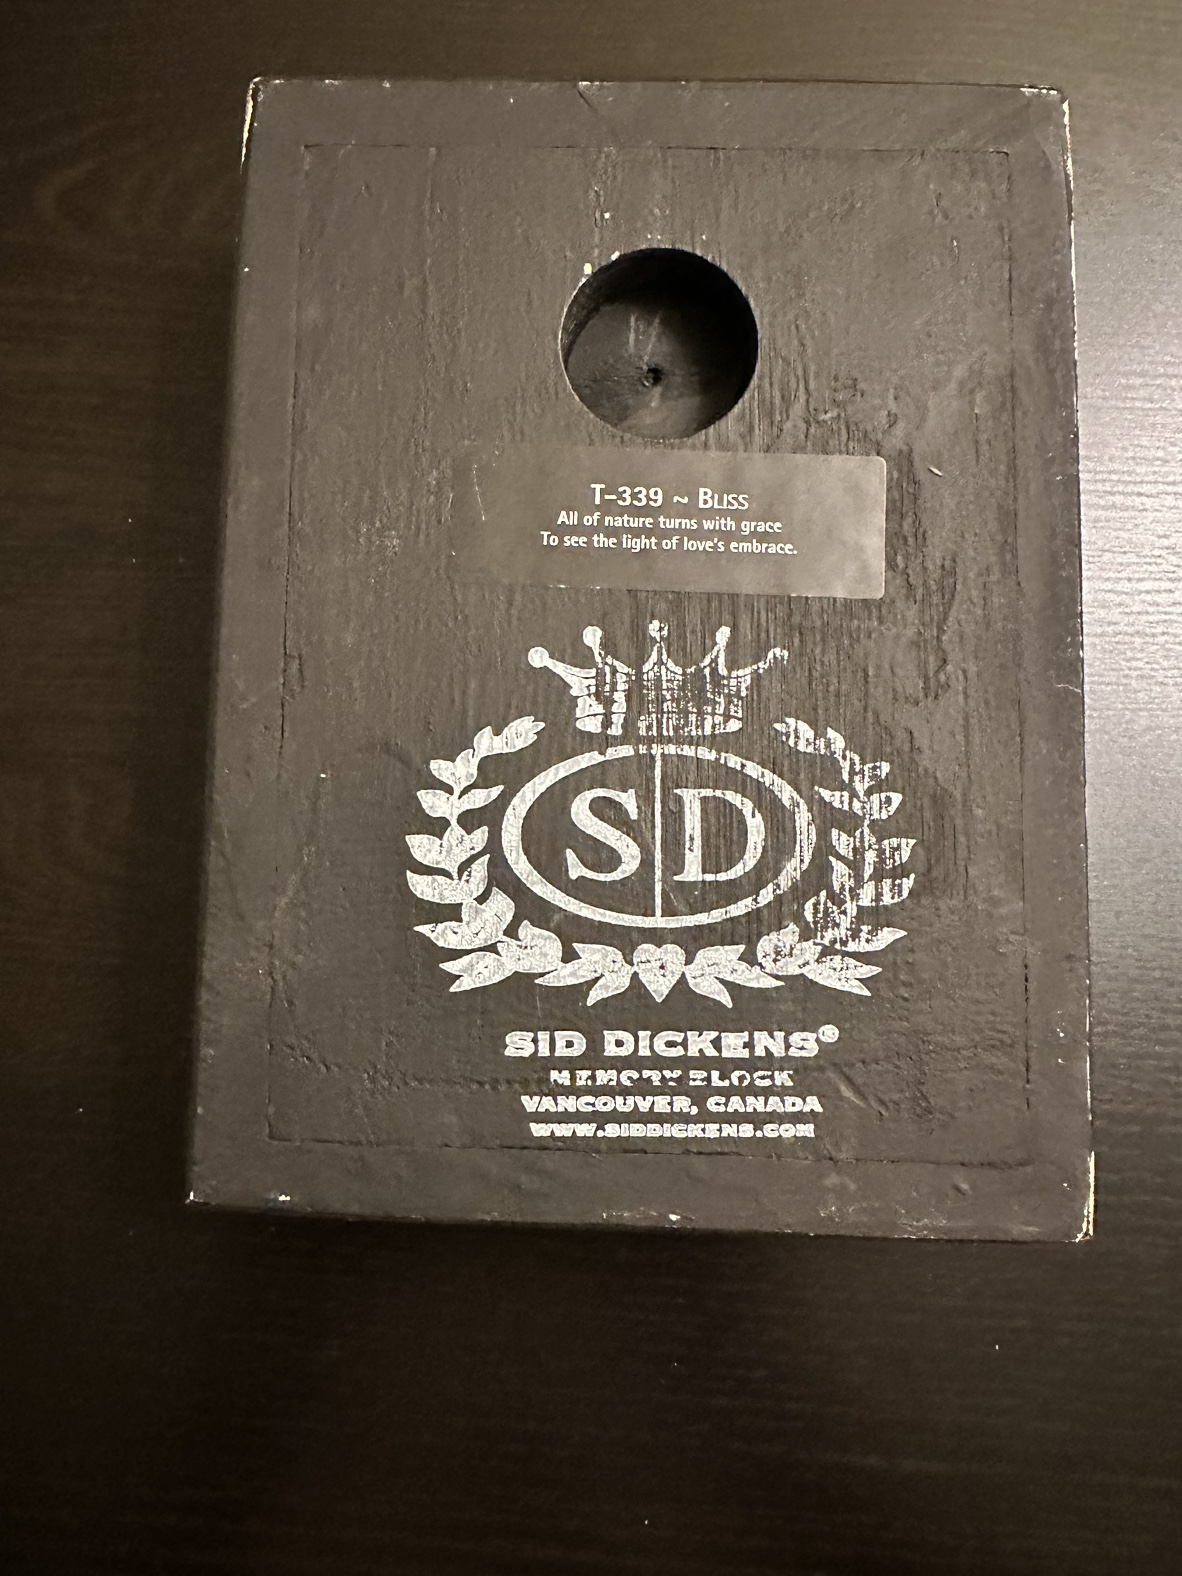 T-339 ~ BLISS
All of nature turns with grace
To see the light of love's embrace.
S D
SID DICKENS®
MEMORY BLOCK
VANCOUVER, CANADA
WWW.SIDDICKENS.COM